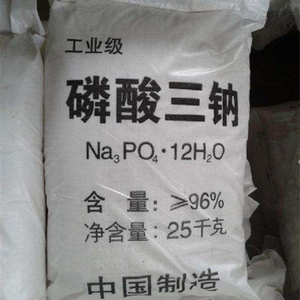 工业级
磷酸三钠
Na₃PO₄·12H₂O
含 量：≥96%
净含量：25千克
中国制造